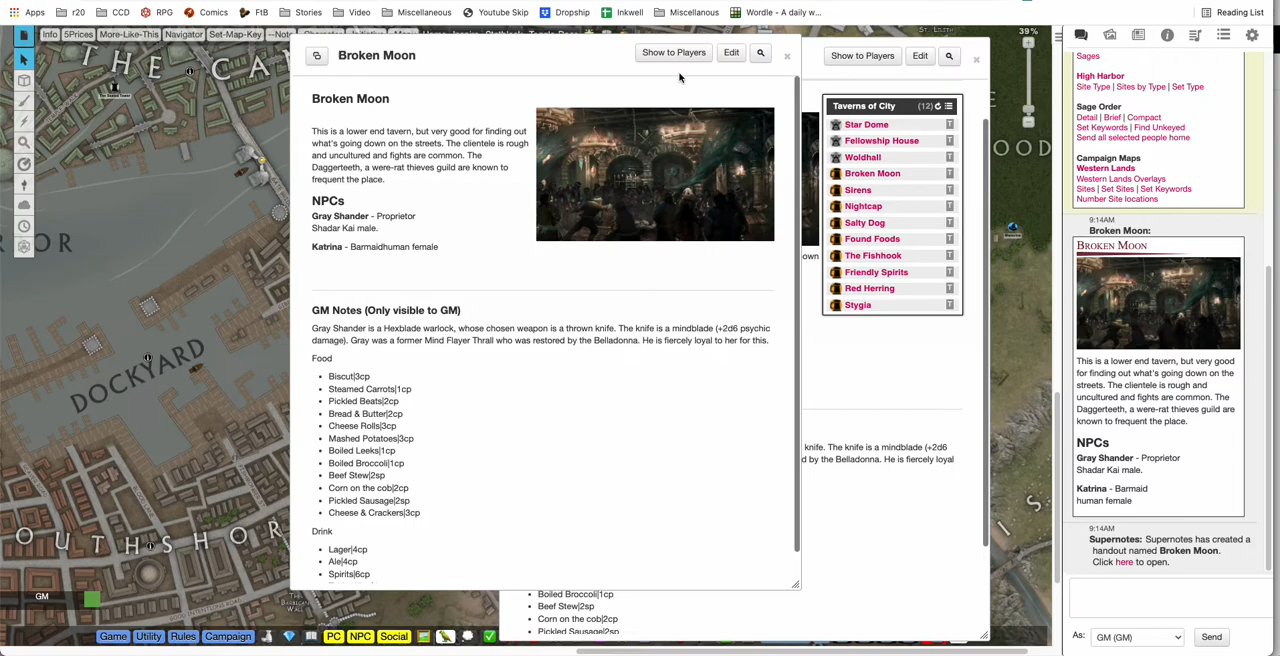 Apps r20 CCD RPG Comics FtB Stories Video Miscellaneous Youtube Skip Dropship Inkwell Miscellanous Wordle - A daily w... Reading List
Info 5Prices More-Like-This Navigator Set-Map-Key
39%
THE CA
OOD
OR
DOCKYARD
OUTHSHOR
IS
GM
Broken Moon
Show to Players Edit
Broken Moon
This is a lower end tavern, but very good for finding out
what's going down on the streets. The clientele is rough
and uncultured and fights are common. The
Daggerteeth, a were-rat thieves guild are known to
frequent the place.
NPCs
Gray Shander - Proprietor
Shadar Kai male.
Katrina - Barmaidhuman female
GM Notes (Only visible to GM)
Gray Shander is a Hexblade warlock, whose chosen weapon is a thrown knife. The knife is a mindblade (+2d6 psychic
damage). Gray was a former Mind Flayer Thrall who was restored by the Belladonna. He is fiercely loyal to her for this.
Food
Biscut|3cp
Steamed Carrots|1cp
Pickled Beats|2cp
Bread & Butter|2cp
Cheese Rolls|3cp
Mashed Potatoes|3cp
Boiled Leeks|1cp
Boiled Broccoli|1cp
Beef Stew|2sp
Corn on the cob|2cp
Pickled Sausage|2sp
Cheese & Crackers|3cp
Drink
Lager|4cp
Ale|4cp
Spirits|6cp
Show to Players Edit
Taverns of City (12)
Star Dome T
Fellowship House T
Woldhall T
Broken Moon T
Sirens T
Nightcap T
Salty Dog T
Found Foods T
The Fishhook T
Friendly Spirits T
Red Herring T
Stygia T
own
knife. The knife is a mindblade (+2d6
d by the Belladonna. He is fiercely loyal
Boiled Broccoli|1cp
Beef Stew|2sp
Corn on the cob|2cp
Pickled Sausage|2sp
Game Utility Rules Campaign PC NPC Social
Sages
High Harbor
Site Type | Sites by Type | Set Type
Sage Order
Detail | Brief | Compact
Set Keywords | Find Unkeyed
Send all selected people home
Campaign Maps
Western Lands
Western Lands Overlays
Sites | Set Sites | Set Keywords
Number Site locations
9:14AM
Broken Moon:
Broken Moon
This is a lower end tavern, but very good
for finding out what's going down on the
streets. The clientele is rough and
uncultured and fights are common. The
Daggerteeth, a were-rat thieves guild are
known to frequent the place.
NPCs
Gray Shander - Proprietor
Shadar Kai male.
Katrina - Barmaid
human female
9:14AM
Supernotes: Supernotes has created a
handout named Broken Moon.
Click here to open.
As: GM (GM) Send